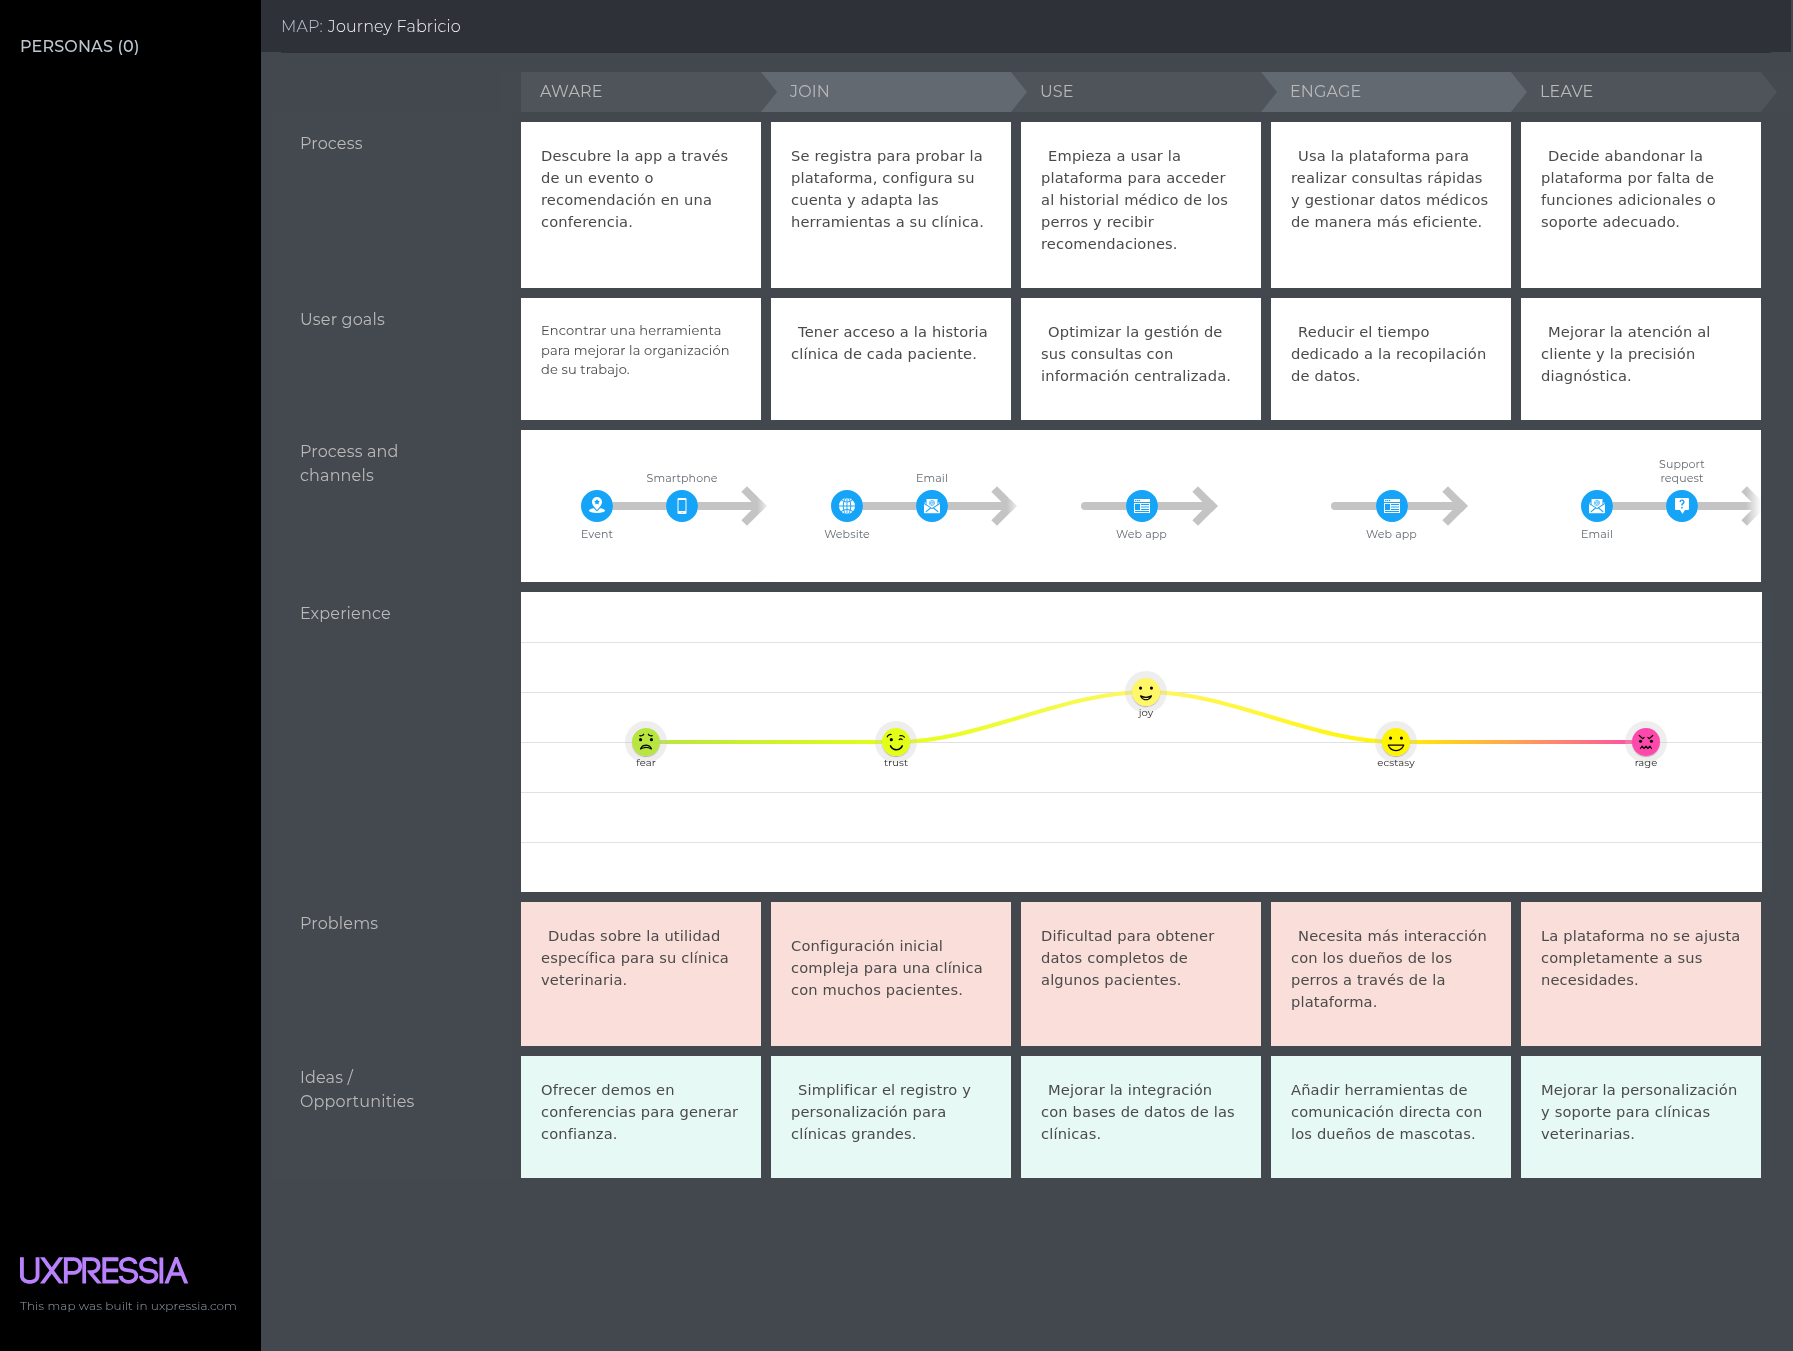 PERSONAS (0)
MAP: Journey Fabricio
AWARE
JOIN
USE
ENGAGE
LEAVE
Process
Descubre la app a través
de un evento o
recomendación en una
conferencia.
Se registra para probar la
plataforma, configura su
cuenta y adapta las
herramientas a su clínica.
Empieza a usar la
plataforma para acceder
al historial médico de los
perros y recibir
recomendaciones.
Usa la plataforma para
realizar consultas rápidas
y gestionar datos médicos
de manera más eficiente.
Decide abandonar la
plataforma por falta de
funciones adicionales o
soporte adecuado.
User goals
Encontrar una herramienta
para mejorar la organización
de su trabajo.
Tener acceso a la historia
clínica de cada paciente.
Optimizar la gestión de
sus consultas con
información centralizada.
Reducir el tiempo
dedicado a la recopilación
de datos.
Mejorar la atención al
cliente y la precisión
diagnóstica.
Process and
channels
Event
Smartphone
Website
Email
Web app
Web app
Email
Support
request
Experience
fear
trust
joy
ecstasy
rage
Problems
Dudas sobre la utilidad
específica para su clínica
veterinaria.
Configuración inicial
compleja para una clínica
con muchos pacientes.
Dificultad para obtener
datos completos de
algunos pacientes.
Necesita más interacción
con los dueños de los
perros a través de la
plataforma.
La plataforma no se ajusta
completamente a sus
necesidades.
Ideas /
Opportunities
Ofrecer demos en
conferencias para generar
confianza.
Simplificar el registro y
personalización para
clínicas grandes.
Mejorar la integración
con bases de datos de las
clínicas.
Añadir herramientas de
comunicación directa con
los dueños de mascotas.
Mejorar la personalización
y soporte para clínicas
veterinarias.
UXPRESSIA
This map was built in uxpressia.com